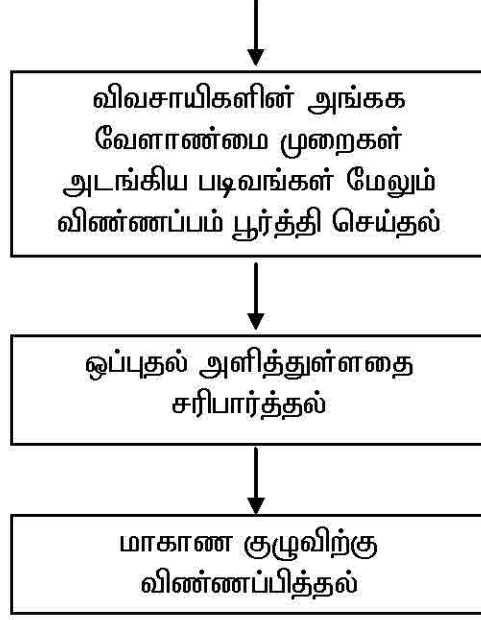 விவசாயிகளின் அங்கக
வேளாண்மை முறைகள்
அடங்கிய படிவங்கள் மேலும்
விண்ணப்பம் பூர்த்தி செய்தல்
ஒப்புதல் அளித்துள்ளதை
சரிபார்த்தல்
மாகாண குழுவிற்கு
விண்ணப்பித்தல்